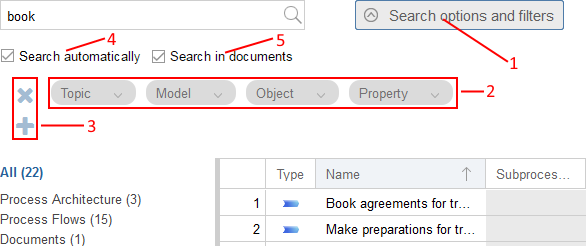 book
Search options and filters
4
5
Search automatically
Search in documents
1
Topic
Model
Object
Property
2
3
All (22)
Process Architecture (3)
Process Flows (15)
Documents (1)
Type
Name
Subproces...
1
Book agreements for tr...
2
Make preparations for tr...